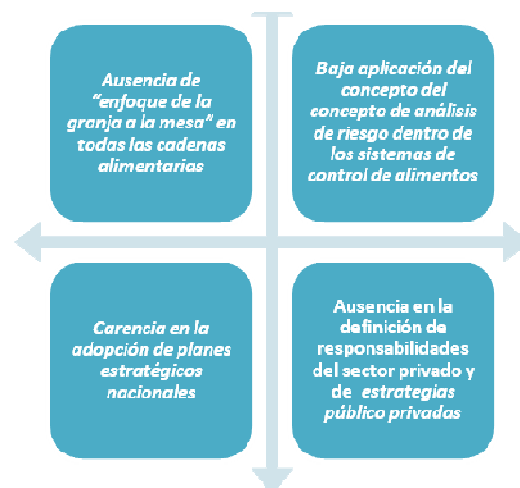 Ausencia de
"enfoque de la
granja a la mesa" en
todas las cadenas
alimentarias
Baja aplicación del
concepto del
concepto de análisis
de riesgo dentro de
los sistemas de
control de alimentos
Carencia en la
adopción de planes
estratégicos
nacionales
Ausencia en la
definición de
responsabilidades
del sector privado y
de estrategias
público privadas